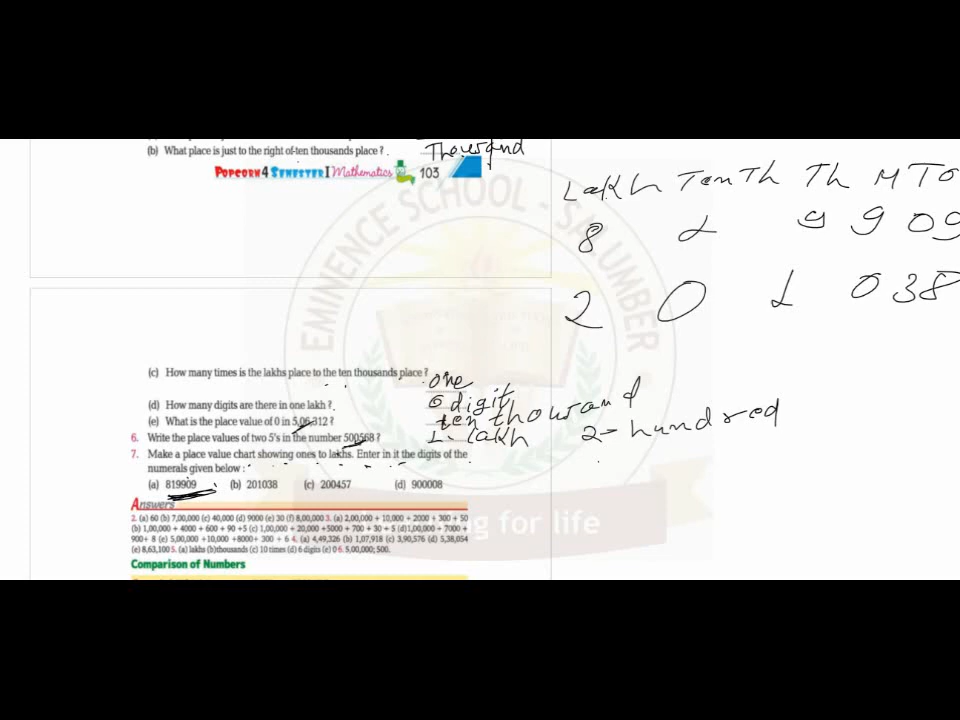 (b) What place is just to the right of-ten thousands place ? .
Thousand
POPCORN 4 SEMESTER I Mathematics 103
Lakh Ten Th Th H T O
8 1 9 9 0 9
2 0 1 0 3 8
EMINENCE SCHOOL - SALUMBER
(c) How many times is the lakhs place to the ten thousands place ?
one
(d) How many digits are there in one lakh ?
6 digit
(e) What is the place value of 0 in 5,06,312 ?
ten thousand
6. Write the place values of two 5's in the number 500568 ?
1- lakh 2- hundred
7. Make a place value chart showing ones to lakhs. Enter in it the digits of the
numerals given below :
(a) 819909 (b) 201038 (c) 200457 (d) 900008
Answers
2. (a) 60 (b) 7,00,000 (c) 40,000 (d) 9000 (e) 30 (f) 8,00,000 3. (a) 2,00,000 + 10,000 + 2000 + 300 + 50
(b) 1,00,000 + 4000 + 600 + 90 +5 (c) 1,00,000 + 20,000 +5000 + 700 + 30 + 5 (d)1,00,000 + 7000 +
900+ 8 (e) 5,00,000 +10,000 +8000+ 300 + 6 4. (a) 4,49,326 (b) 1,07,918 (c) 3,90,576 (d) 5,38,054
(e) 8,63,100 5. (a) lakhs (b)thousands (c) 10 times (d) 6 digits (e) 0 6. 5,00,000; 500.
for life
Comparison of Numbers